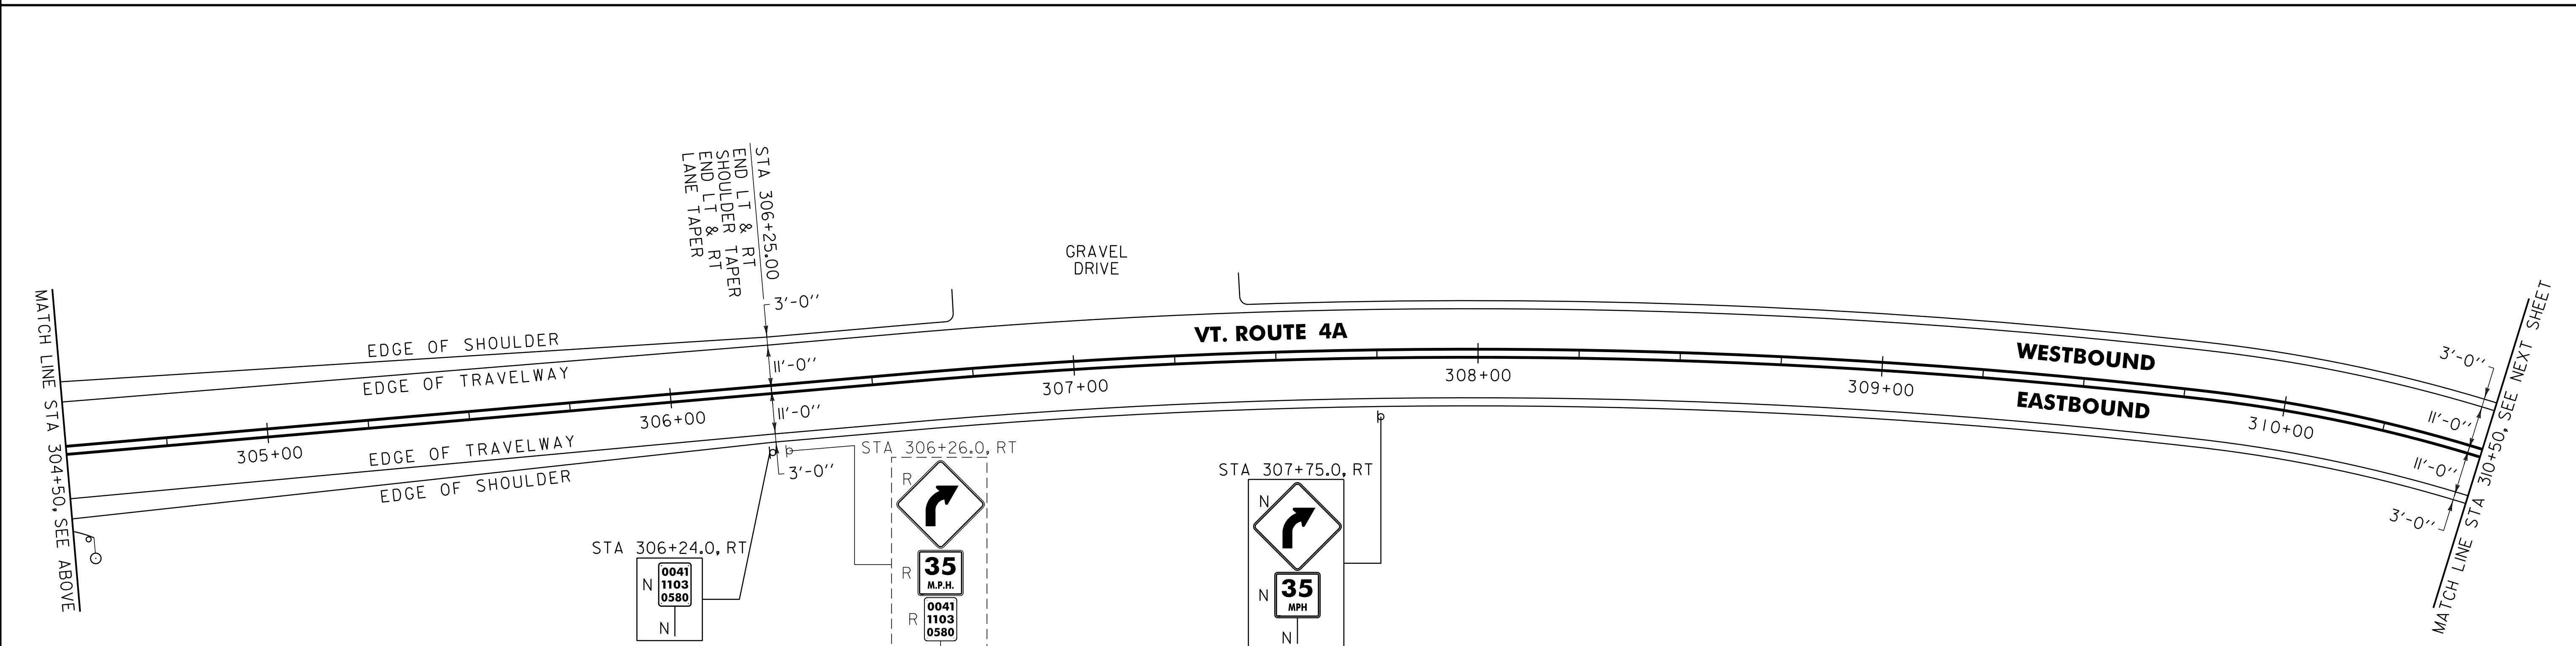 STA 306+25.00
END LT & RT
SHOULDER TAPER
END LT & RT
LANE TAPER
GRAVEL
DRIVE
MATCH LINE STA 304+50, SEE ABOVE
EDGE OF SHOULDER
EDGE OF TRAVELWAY
3'-0"
11'-0"
11'-0"
3'-0"
VT. ROUTE 4A
WESTBOUND
EASTBOUND
305+00
306+00
307+00
308+00
309+00
310+00
EDGE OF TRAVELWAY
EDGE OF SHOULDER
3'-0"
11'-0"
11'-0"
3'-0"
MATCH LINE STA 310+50, SEE NEXT SHEET
STA 306+24.0, RT
N
0041
1103
0580
N
STA 306+26.0, RT
R
R
35
M.P.H.
R
0041
1103
0580
STA 307+75.0, RT
N
N
35
MPH
N